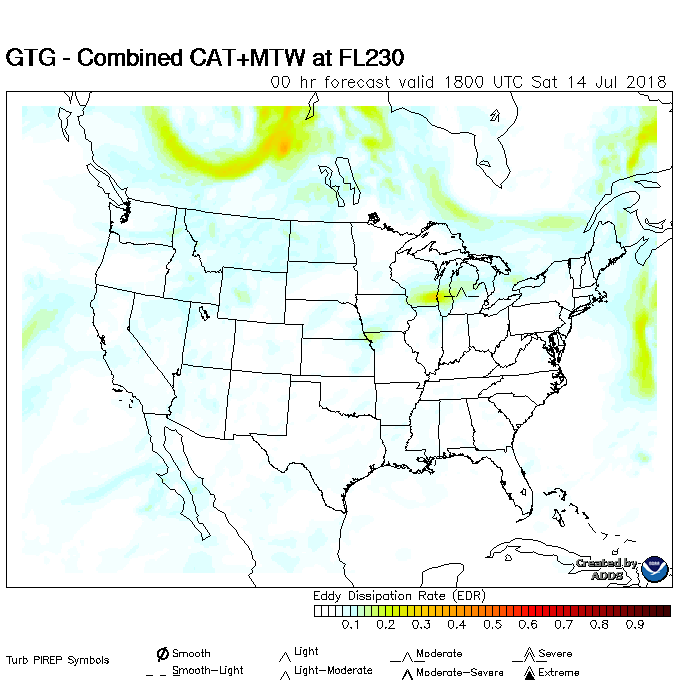 GTG - Combined CAT+MTW at FL230
00 hr forecast valid 1800 UTC Sat 14 Jul 2018
Created by
ADDS
Eddy Dissipation Rate (EDR)
0.1 0.2 0.3 0.4 0.5 0.6 0.7 0.8 0.9
Turb PIREP Symbols
Smooth Light Moderate Severe
Smooth-Light Light-Moderate Moderate-Severe Extreme